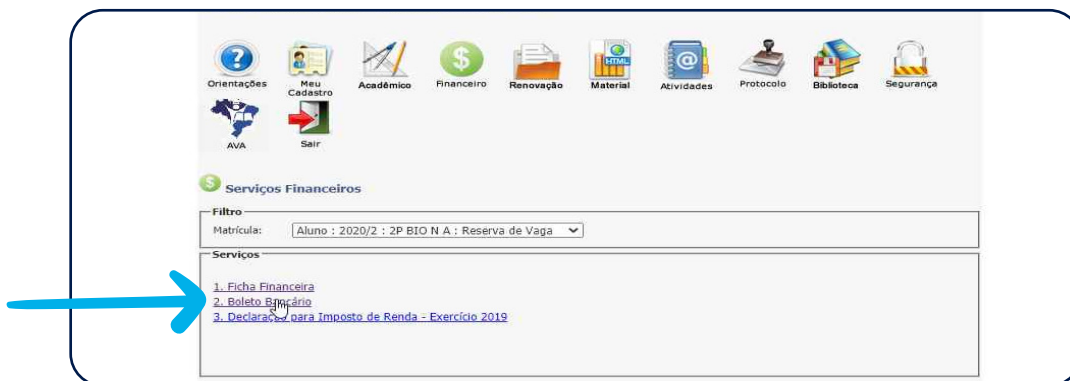 Orientações Meu Cadastro Acadêmico Financeiro Renovação Material Atividades Protocolo Biblioteca Segurança
HTML
AVA Sair
Serviços Financeiros
Filtro
Matrícula: Aluno : 2020/2 : 2P BIO N A : Reserva de Vaga
Serviços
1. Ficha Financeira
2. Boleto Bancário
3. Declaração para Imposto de Renda - Exercício 2019